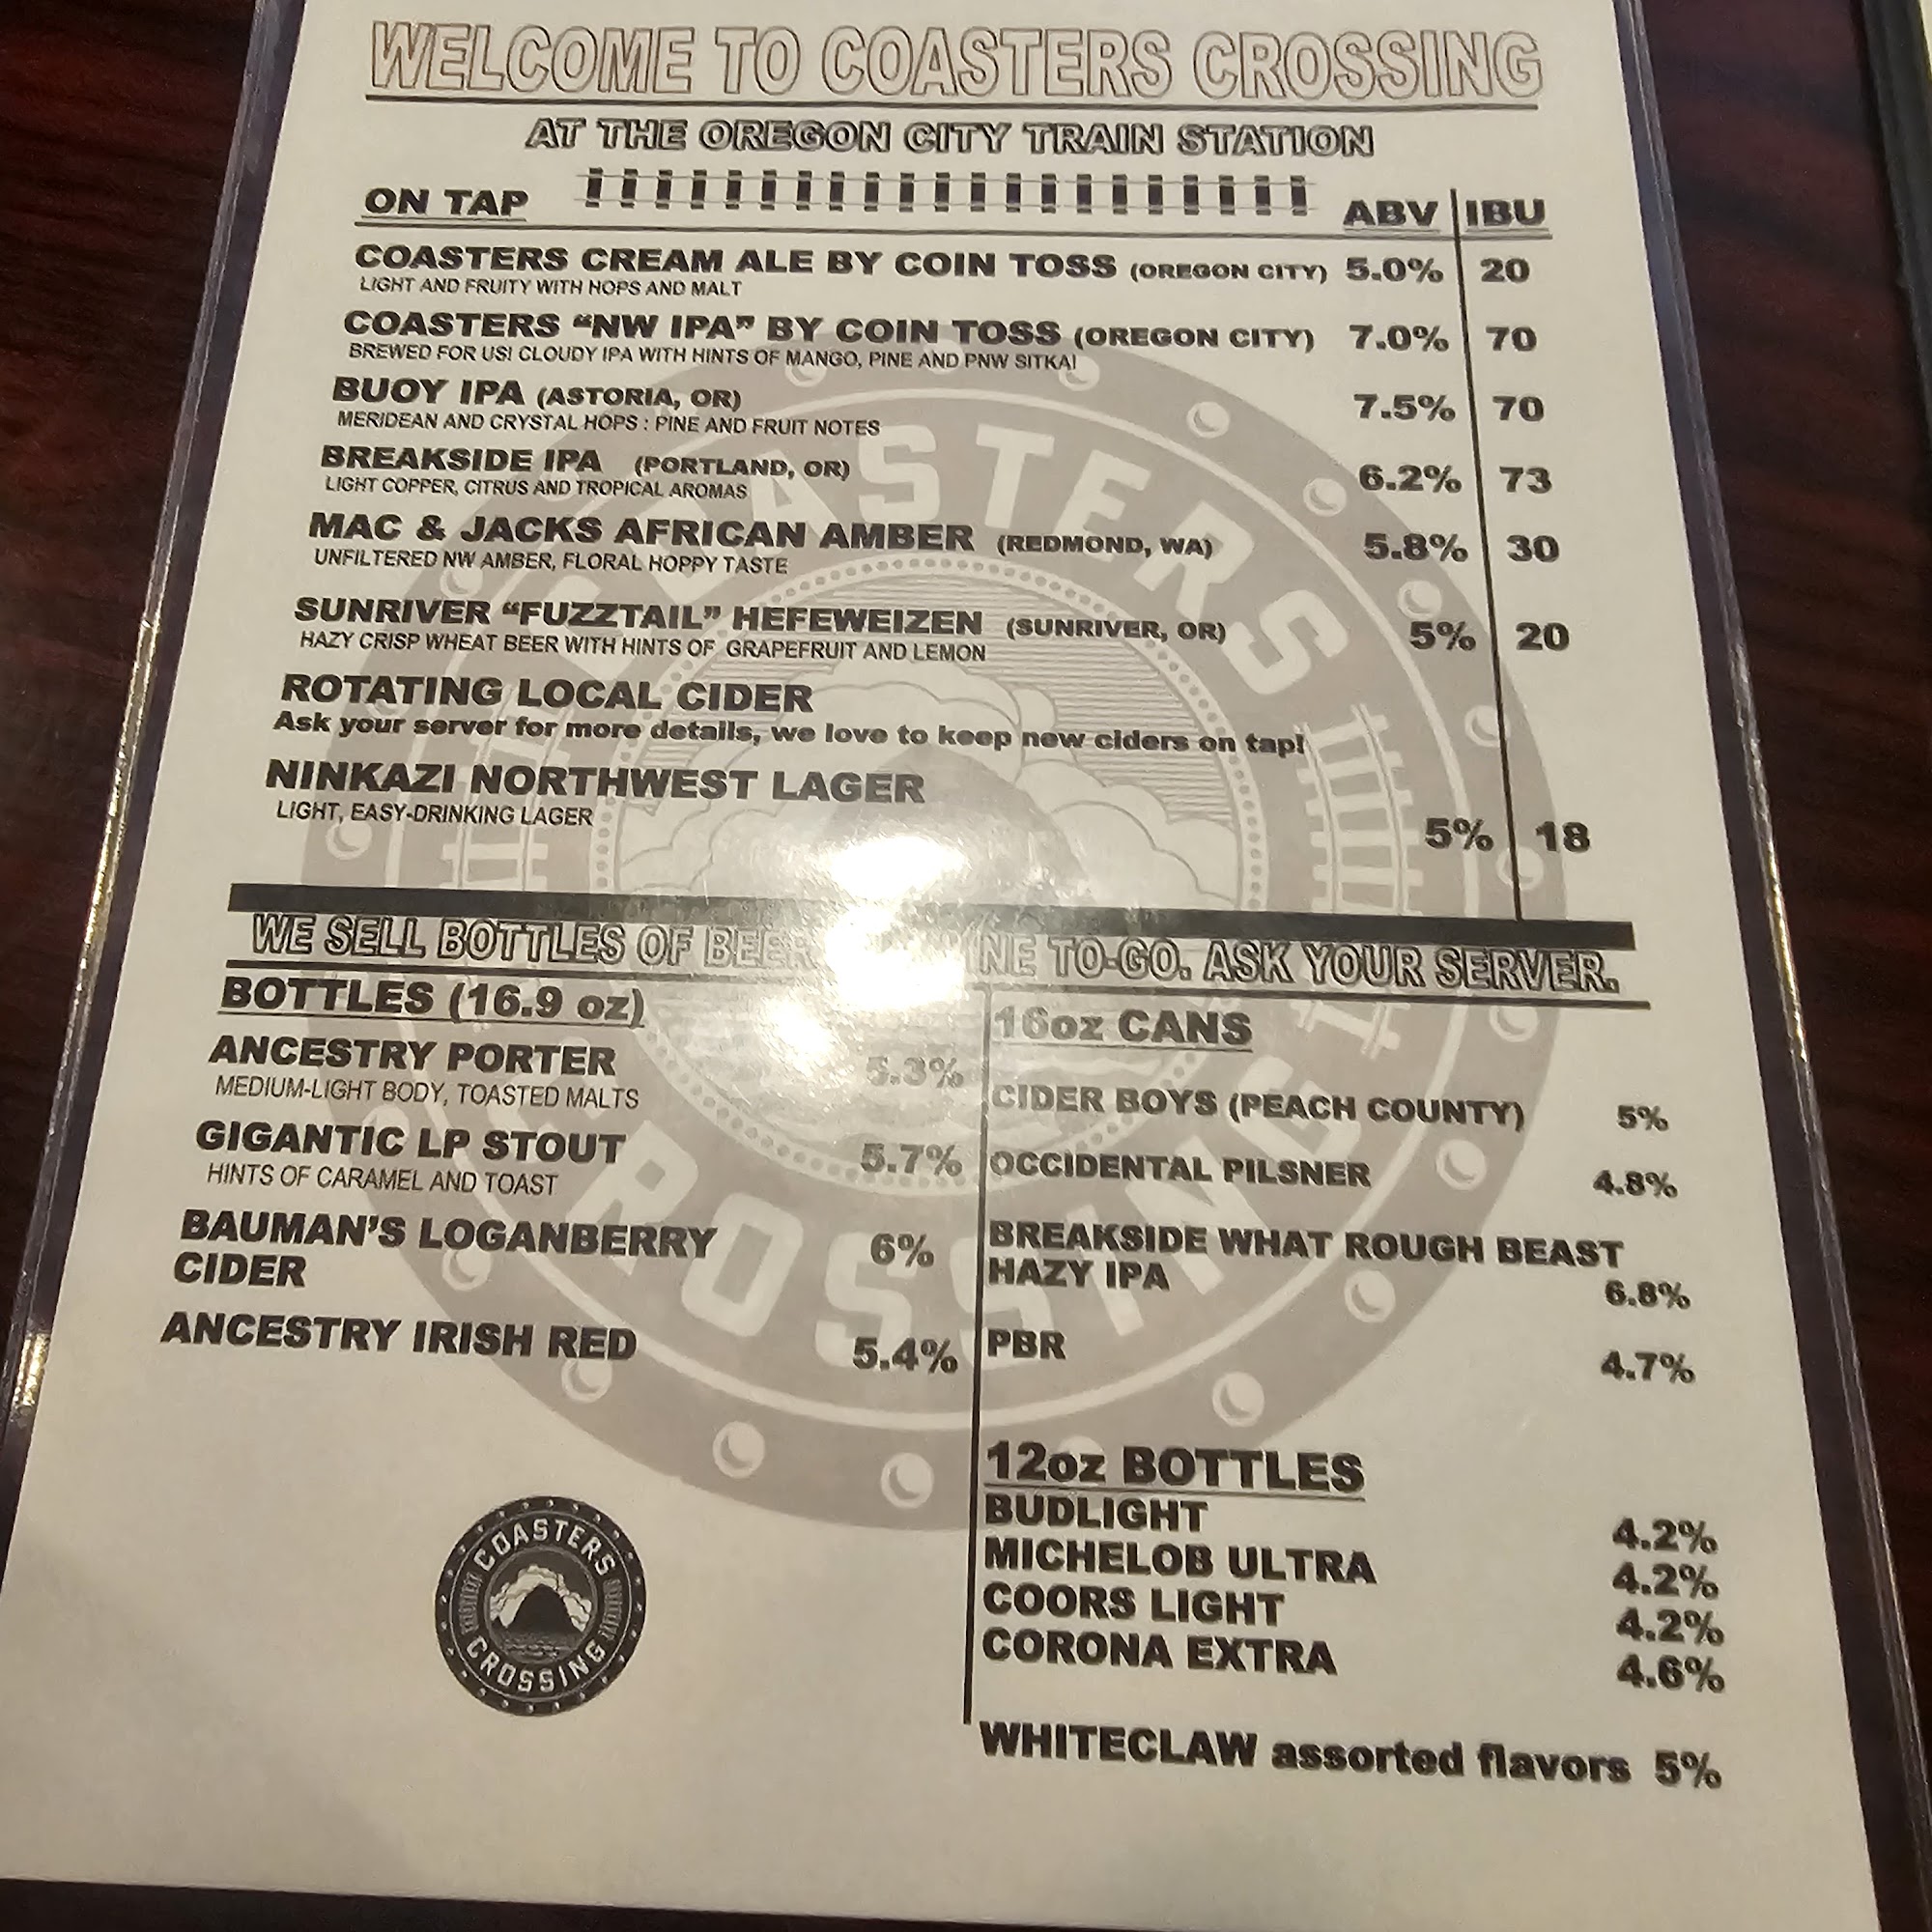 WELCOME TO COASTERS CROSSING
AT THE OREGON CITY TRAIN STATION
ON TAP ABV IBU
COASTERS CREAM ALE BY COIN TOSS (OREGON CITY) 5.0% 20
LIGHT AND FRUITY WITH HOPS AND MALT
COASTERS “NW IPA” BY COIN TOSS (OREGON CITY) 7.0% 70
BREWED FOR US! CLOUDY IPA WITH HINTS OF MANGO, PINE AND PNW SITKA!
BUOY IPA (ASTORIA, OR) 7.5% 70
MERIDEAN AND CRYSTAL HOPS : PINE AND FRUIT NOTES
BREAKSIDE IPA (PORTLAND, OR) 6.2% 73
LIGHT COPPER, CITRUS AND TROPICAL AROMAS
MAC & JACKS AFRICAN AMBER (REDMOND, WA) 5.8% 30
UNFILTERED NW AMBER, FLORAL HOPPY TASTE
SUNRIVER “FUZZTAIL” HEFEWEIZEN (SUNRIVER, OR) 5% 20
HAZY CRISP WHEAT BEER WITH HINTS OF GRAPEFRUIT AND LEMON
ROTATING LOCAL CIDER
Ask your server for more details, we love to keep new ciders on tap!
NINKAZI NORTHWEST LAGER
LIGHT, EASY-DRINKING LAGER
5% 18
WE SELL BOTTLES OF BEER TO-GO. ASK YOUR SERVER.
BOTTLES (16.9 oz)
ANCESTRY PORTER 5.3%
MEDIUM-LIGHT BODY, TOASTED MALTS
GIGANTIC LP STOUT 5.7%
HINTS OF CARAMEL AND TOAST
BAUMAN’S LOGANBERRY 6%
CIDER
ANCESTRY IRISH RED 5.4%
16oz CANS
CIDER BOYS (PEACH COUNTY) 5%
OCCIDENTAL PILSNER 4.8%
BREAKSIDE WHAT ROUGH BEAST
HAZY IPA 6.8%
PBR 4.7%
12oz BOTTLES
BUDLIGHT 4.2%
MICHELOB ULTRA 4.2%
COORS LIGHT 4.2%
CORONA EXTRA 4.6%
WHITECLAW assorted flavors 5%
COASTERS
CROSSING
COASTERS
CROSSING